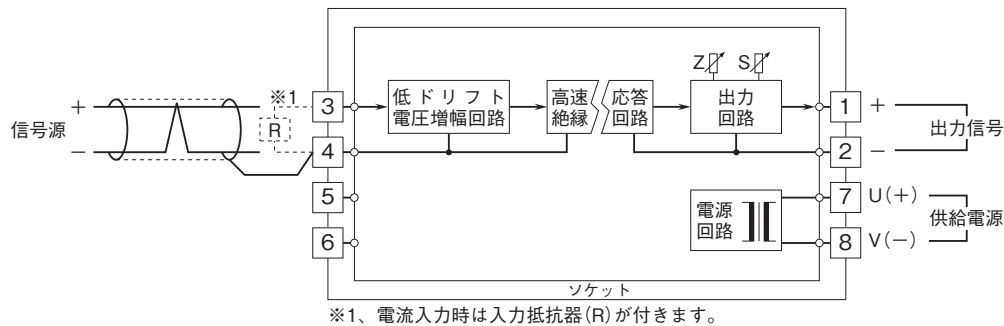 信号源
+
−
※1
R
3
4
5
6
低ドリフト
電圧増幅回路
高速
絶縁
応答
回路
Z
S
出力
回路
電源
回路
1
2
7
8
+
−
出力信号
U(+)
V(−)
供給電源
ソケット
※1、電流入力時は入力抵抗器(R)が付きます。